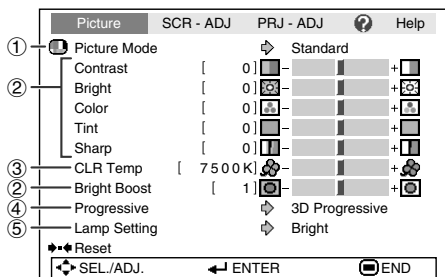 Picture SCR - ADJ PRJ - ADJ ? Help
① Picture Mode Standard
② Contrast [ 0] - +
Bright [ 0] - +
Color [ 0] - +
Tint [ 0] - +
Sharp [ 0] - +
③ CLR Temp [ 7500K] - +
② Bright Boost [ 1] - +
④ Progressive 3D Progressive
⑤ Lamp Setting Bright
Reset
SEL./ADJ. ENTER END